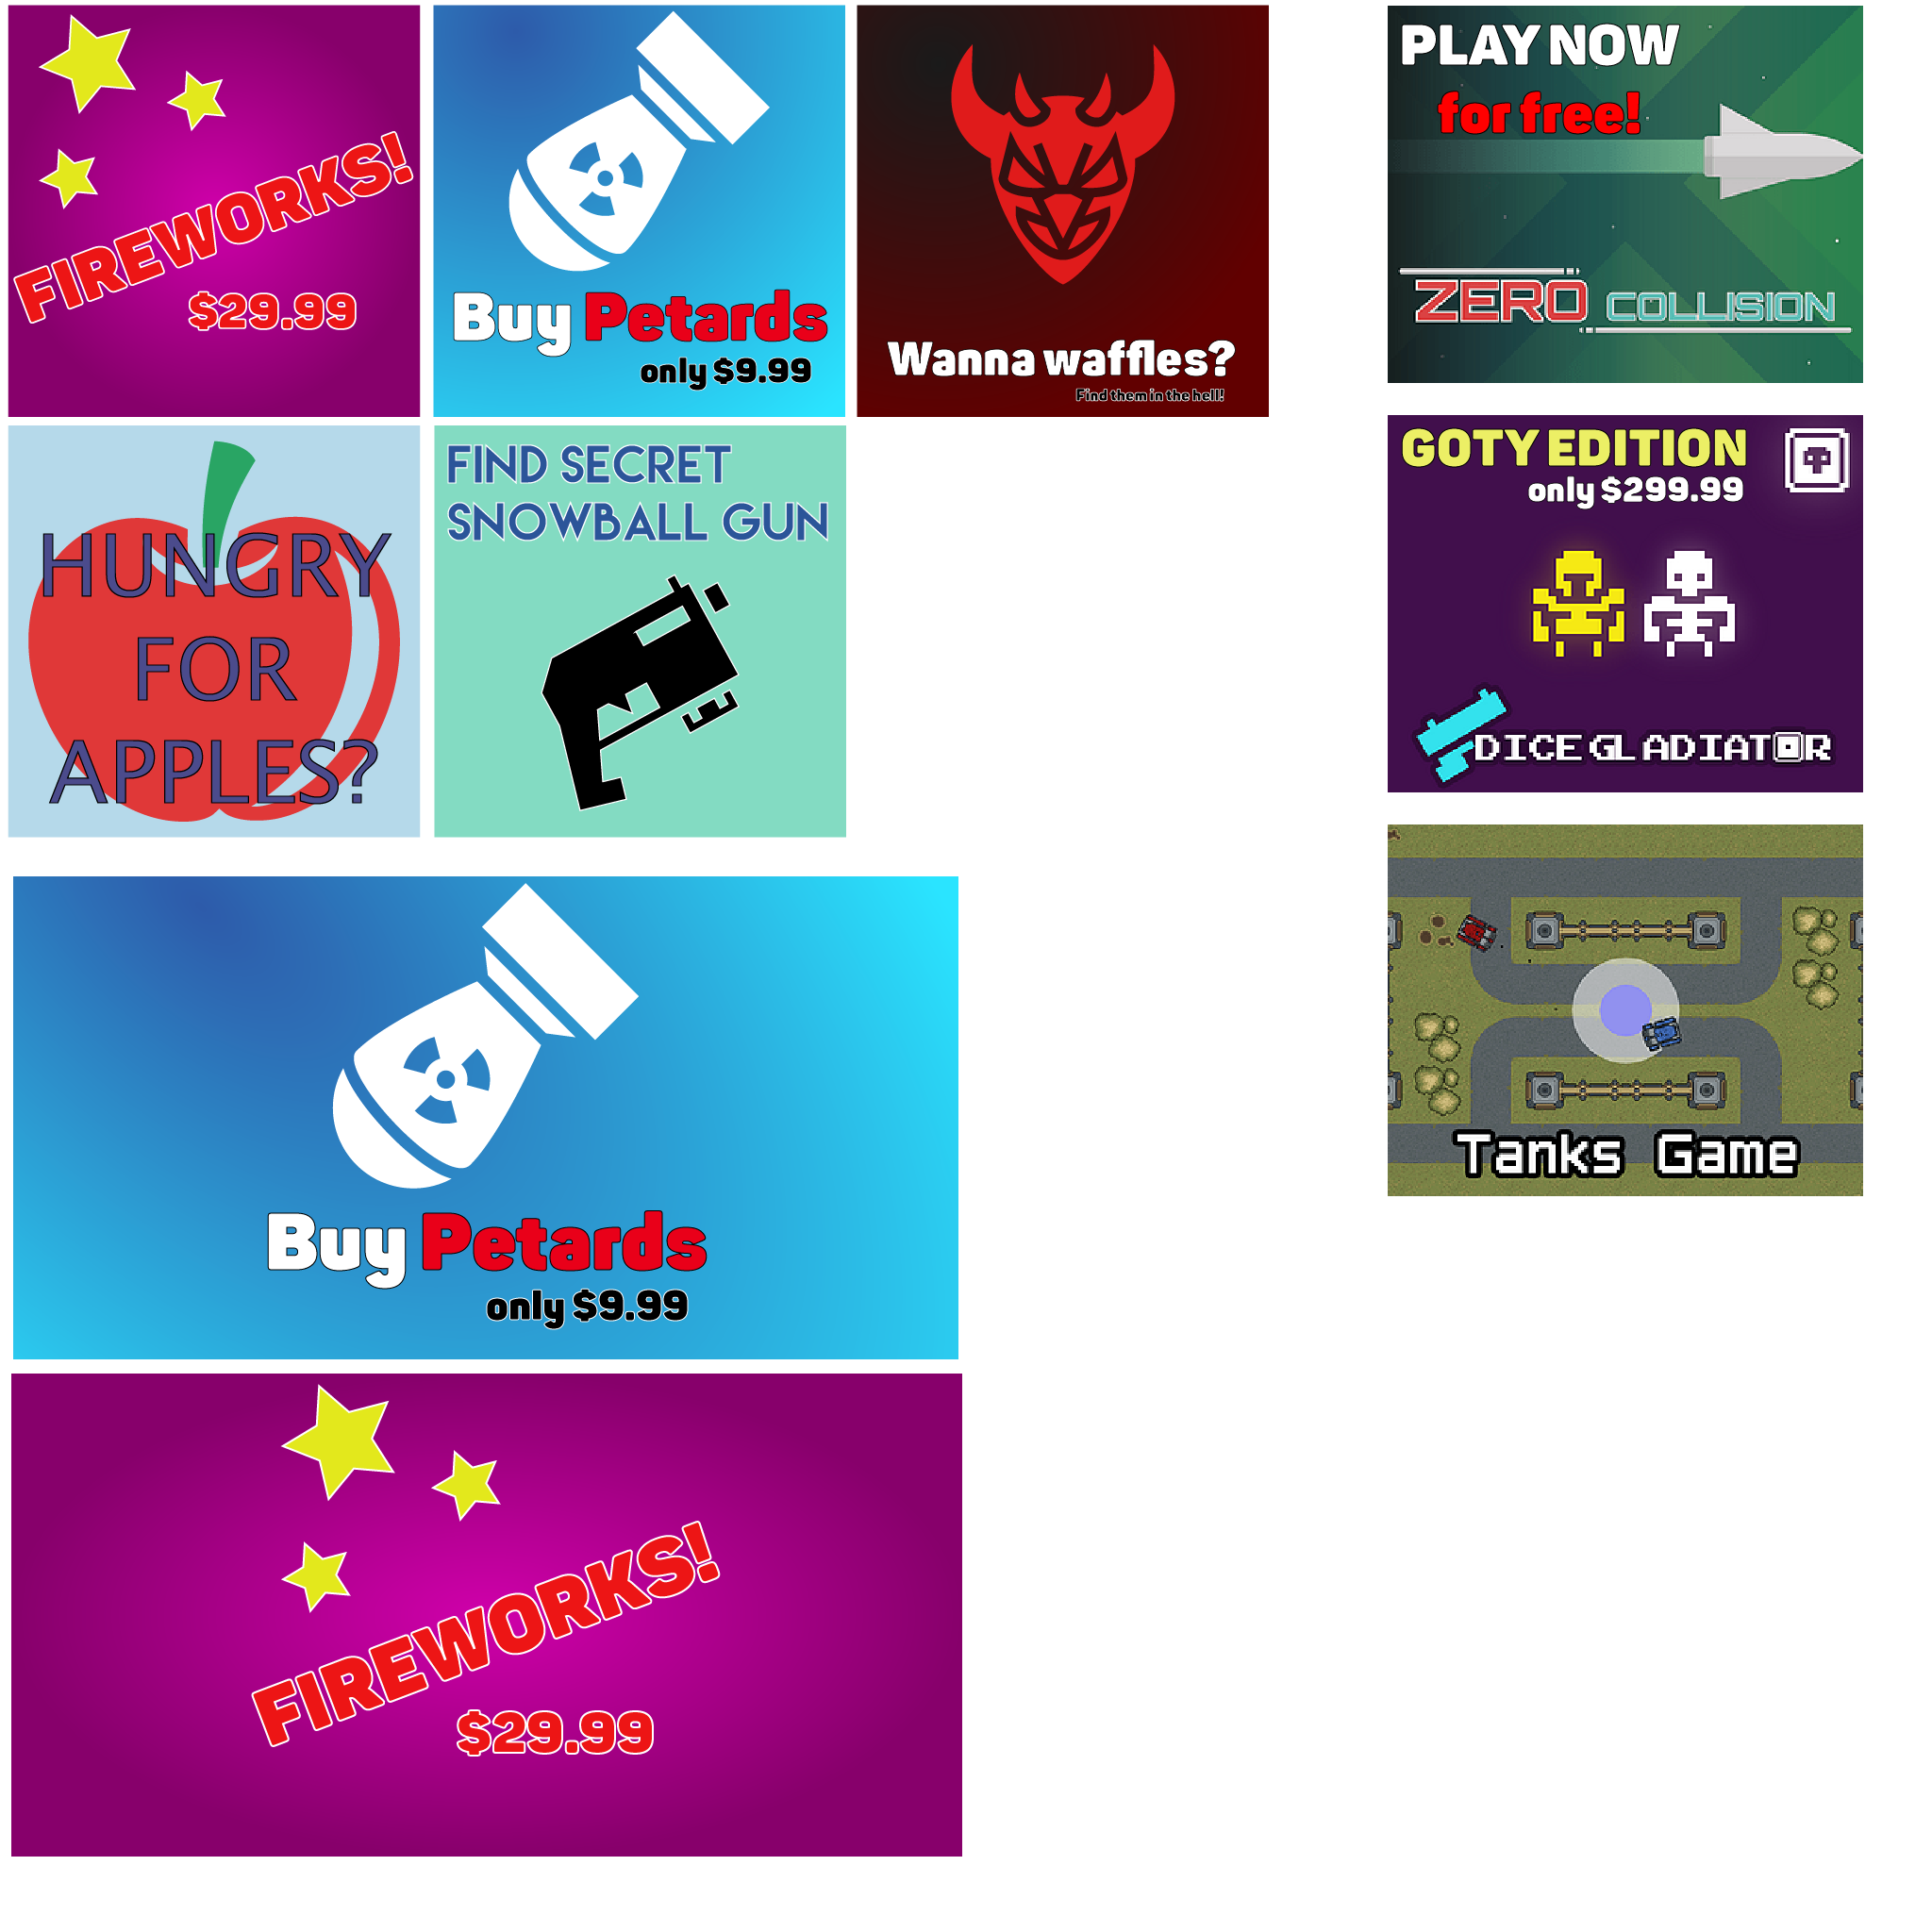 FIREWORKS!
$29.99
Buy Petards
only $9.99
Wanna waffles?
Find them in the hell!
PLAY NOW
for free!
ZERO COLLISION
HUNGRY
FOR
APPLES?
FIND SECRET
SNOWBALL GUN
GOTY EDITION
only $299.99
DICE GLADIATOR
Buy Petards
only $9.99
Tanks Game
FIREWORKS!
$29.99